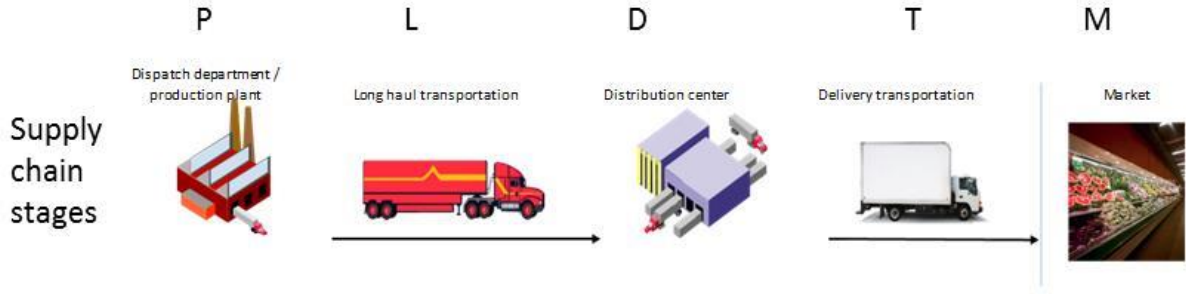 P L D T M
Dispatch department /
production plant
Long haul transportation
Distribution center
Delivery transportation
Market
Supply
chain
stages